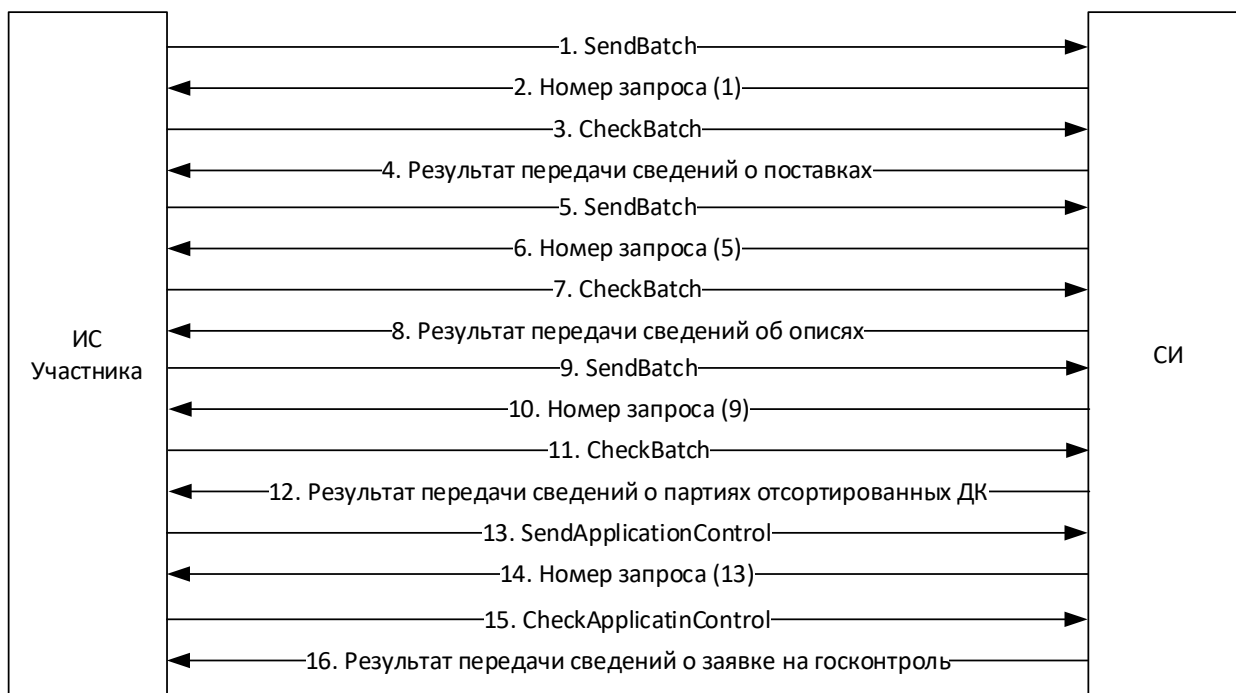 1. SendBatch
2. Номер запроса (1)
3. CheckBatch
4. Результат передачи сведений о поставках
5. SendBatch
6. Номер запроса (5)
7. CheckBatch
8. Результат передачи сведений об описях
9. SendBatch
10. Номер запроса (9)
11. CheckBatch
12. Результат передачи сведений о партиях отсортированных ДК
13. SendApplicationControl
14. Номер запроса (13)
15. CheckApplicatinControl
16. Результат передачи сведений о заявке на госконтроль
ИС
Участника
СИ